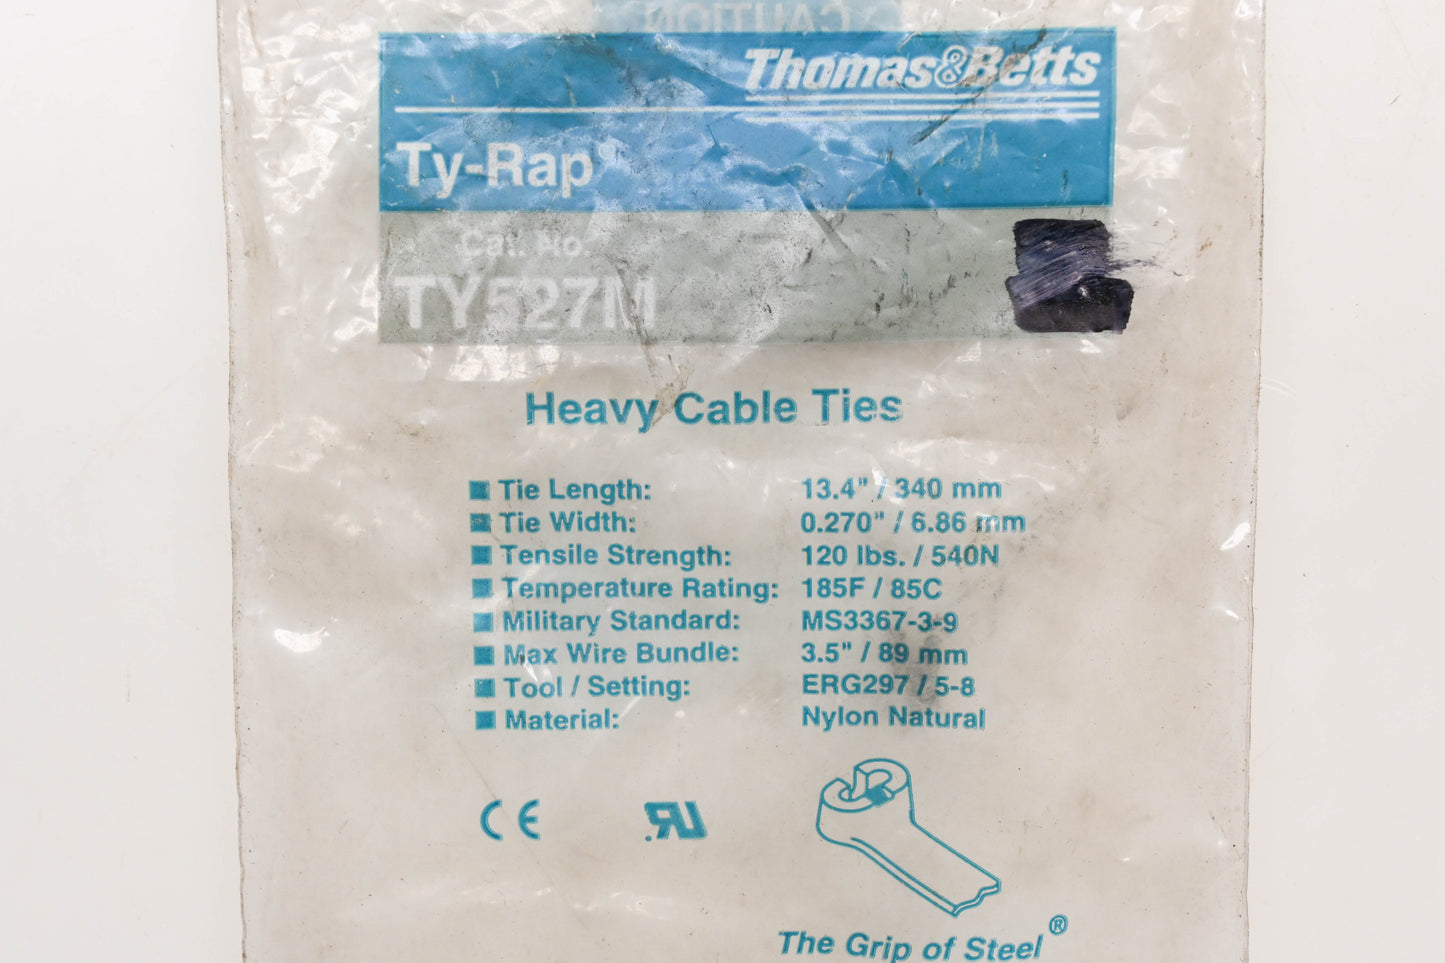 CAUTION
Thomas&Betts
Ty-Rap
Cat. No.
TY527M
Heavy Cable Ties
Tie Length: 13.4" / 340 mm
Tie Width: 0.270" / 6.86 mm
Tensile Strength: 120 lbs. / 540N
Temperature Rating: 185F / 85C
Military Standard: MS3367-3-9
Max Wire Bundle: 3.5" / 89 mm
Tool / Setting: ERG297 / 5-8
Material: Nylon Natural
CE RU
The Grip of Steel®